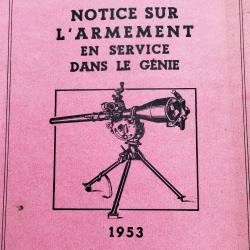 NOTICE SUR
L'ARMEMENT
EN SERVICE
DANS LE GÉNIE
1953